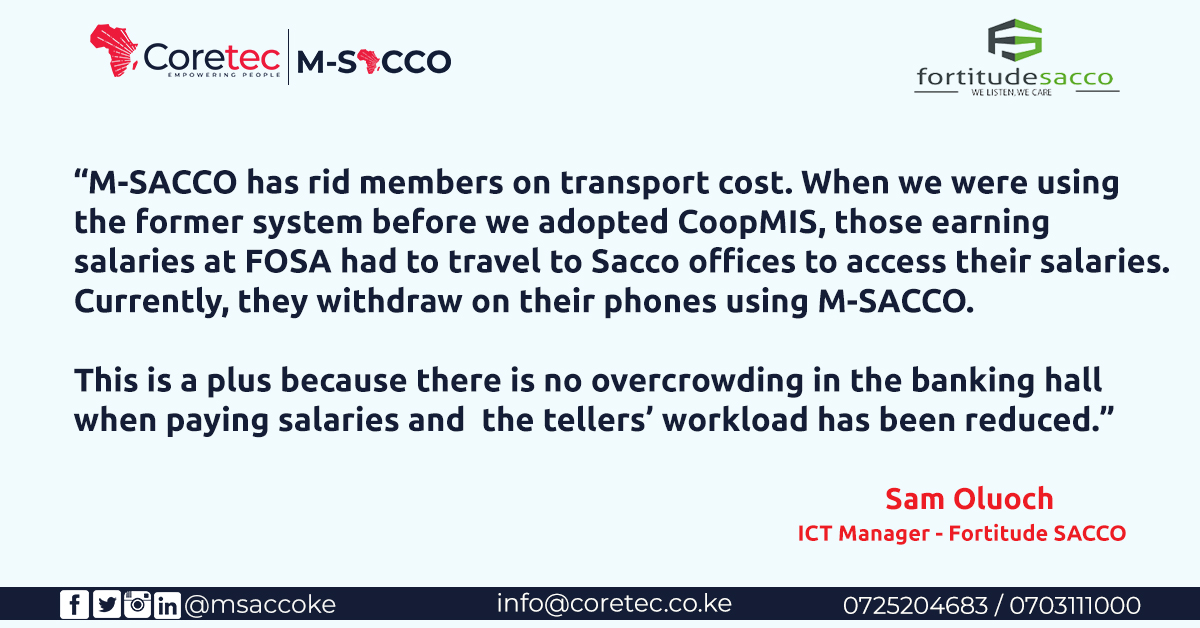 Coretec
EMPOWERING PEOPLE
M-SACCO
fortitudesacco
WE LISTEN, WE CARE
“M-SACCO has rid members on transport cost. When we were using
the former system before we adopted CoopMIS, those earning
salaries at FOSA had to travel to Sacco offices to access their salaries.
Currently, they withdraw on their phones using M-SACCO.
This is a plus because there is no overcrowding in the banking hall
when paying salaries and  the tellers’ workload has been reduced.”
Sam Oluoch
ICT Manager - Fortitude SACCO
@msaccoke
info@coretec.co.ke
0725204683 / 0703111000